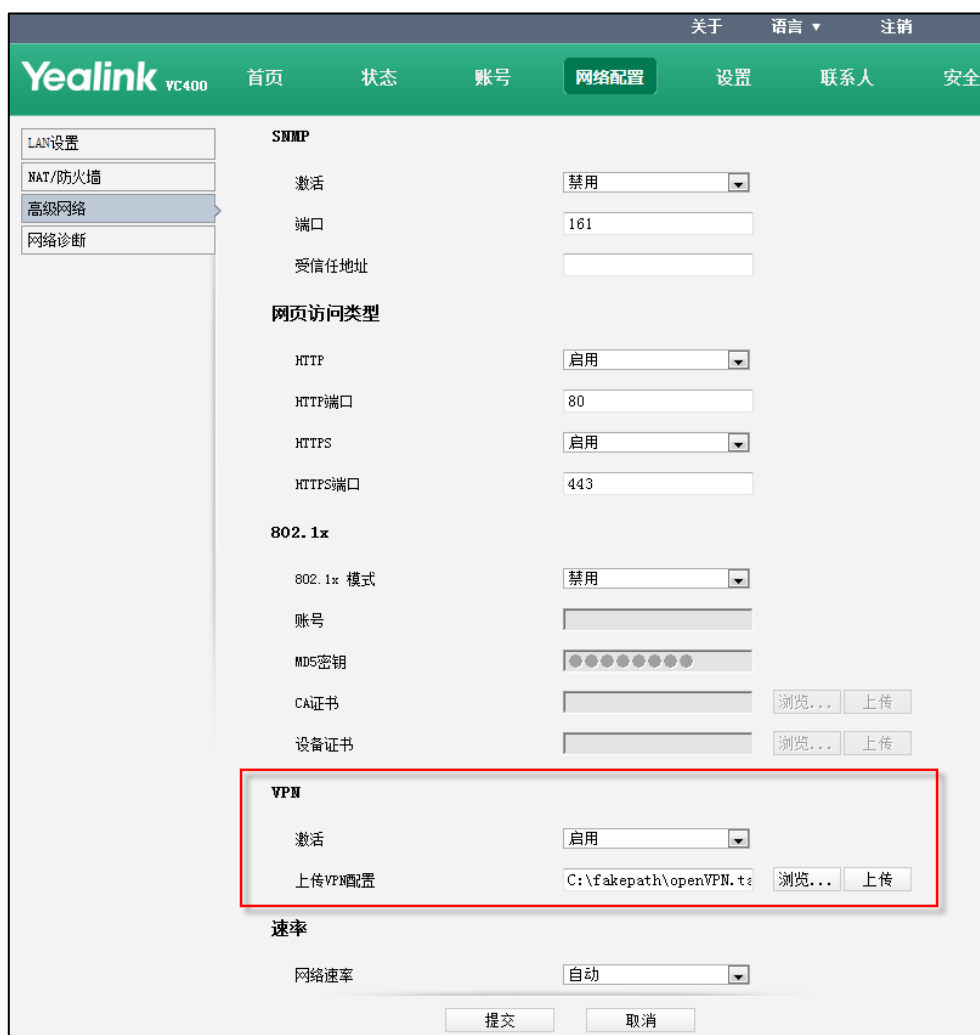 关于 语言 ▼ 注销
Yealink VC400 首页 状态 账号 网络配置 设置 联系人 安全
LAN设置
NAT/防火墙
高级网络
网络诊断
SNMP
激活 禁用
端口 161
受信任地址
网页访问类型
HTTP 启用
HTTP端口 80
HTTPS 启用
HTTPS端口 443
802.1x
802.1x 模式 禁用
账号
MD5密钥 ●●●●●●●●
CA证书 浏览... 上传
设备证书 浏览... 上传
VPN
激活 启用
上传VPN配置 C:\fakepath\openVPN.ta 浏览... 上传
速率
网络速率 自动
提交 取消